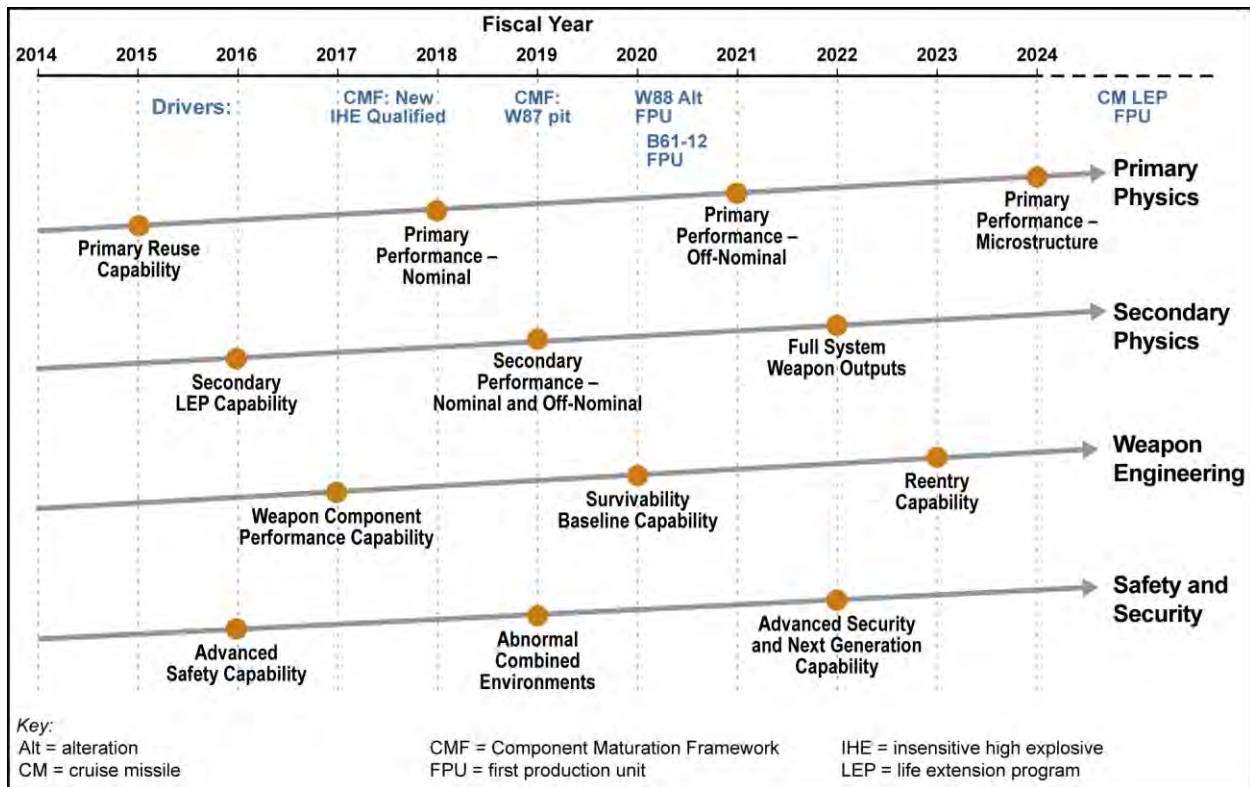 Fiscal Year
2014 2015 2016 2017 2018 2019 2020 2021 2022 2023 2024
Drivers:
CMF: New
IHE Qualified
CMF:
W87 pit
W88 Alt
FPU
B61-12
FPU
CM LEP
FPU
Primary
Physics
Primary Reuse
Capability
Primary
Performance –
Nominal
Primary
Performance –
Off-Nominal
Primary
Performance –
Microstructure
Secondary
Physics
Secondary
LEP Capability
Secondary
Performance –
Nominal and Off-Nominal
Full System
Weapon Outputs
Weapon
Engineering
Weapon Component
Performance Capability
Survivability
Baseline Capability
Reentry
Capability
Safety and
Security
Advanced
Safety Capability
Abnormal
Combined
Environments
Advanced Security
and Next Generation
Capability
Key:
Alt = alteration
CM = cruise missile
CMF = Component Maturation Framework
FPU = first production unit
IHE = insensitive high explosive
LEP = life extension program